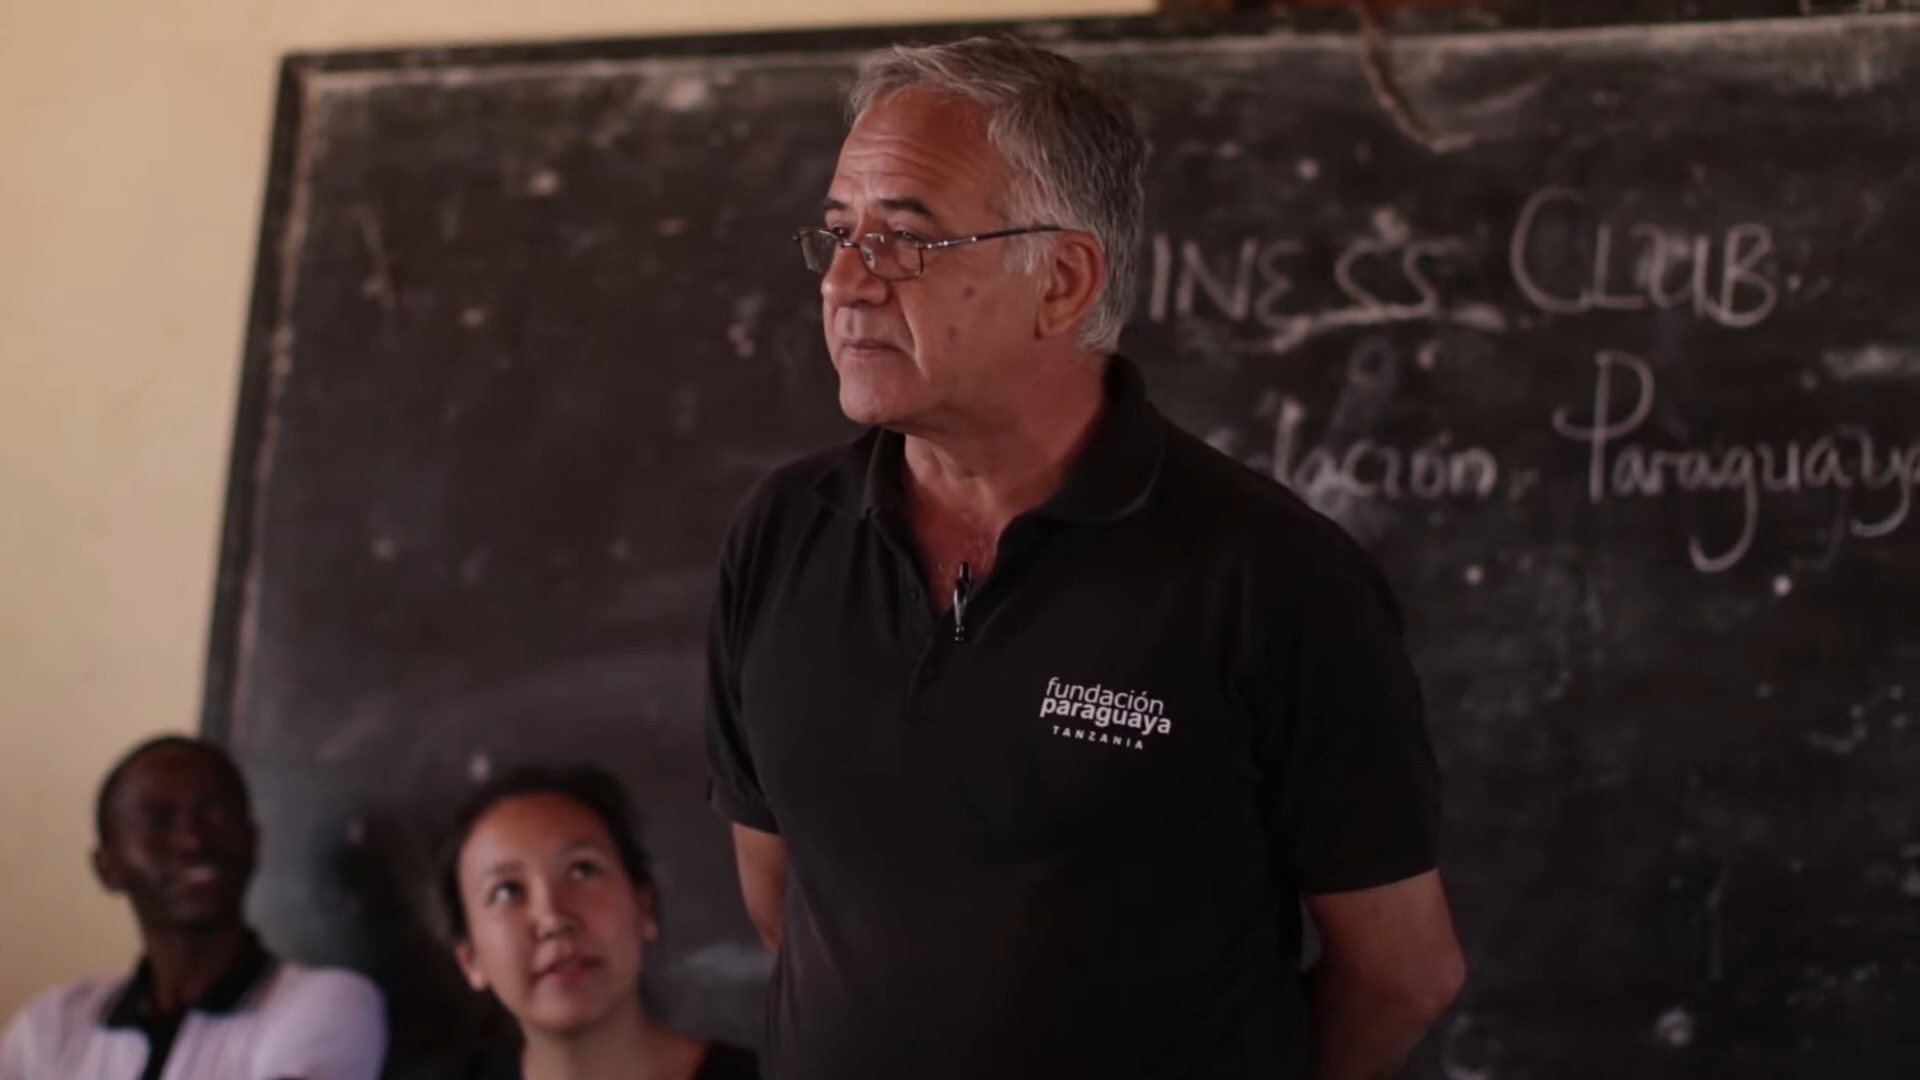 INESS CLUB.
dación Paraguaya
fundación
paraguaya
TANZANIA